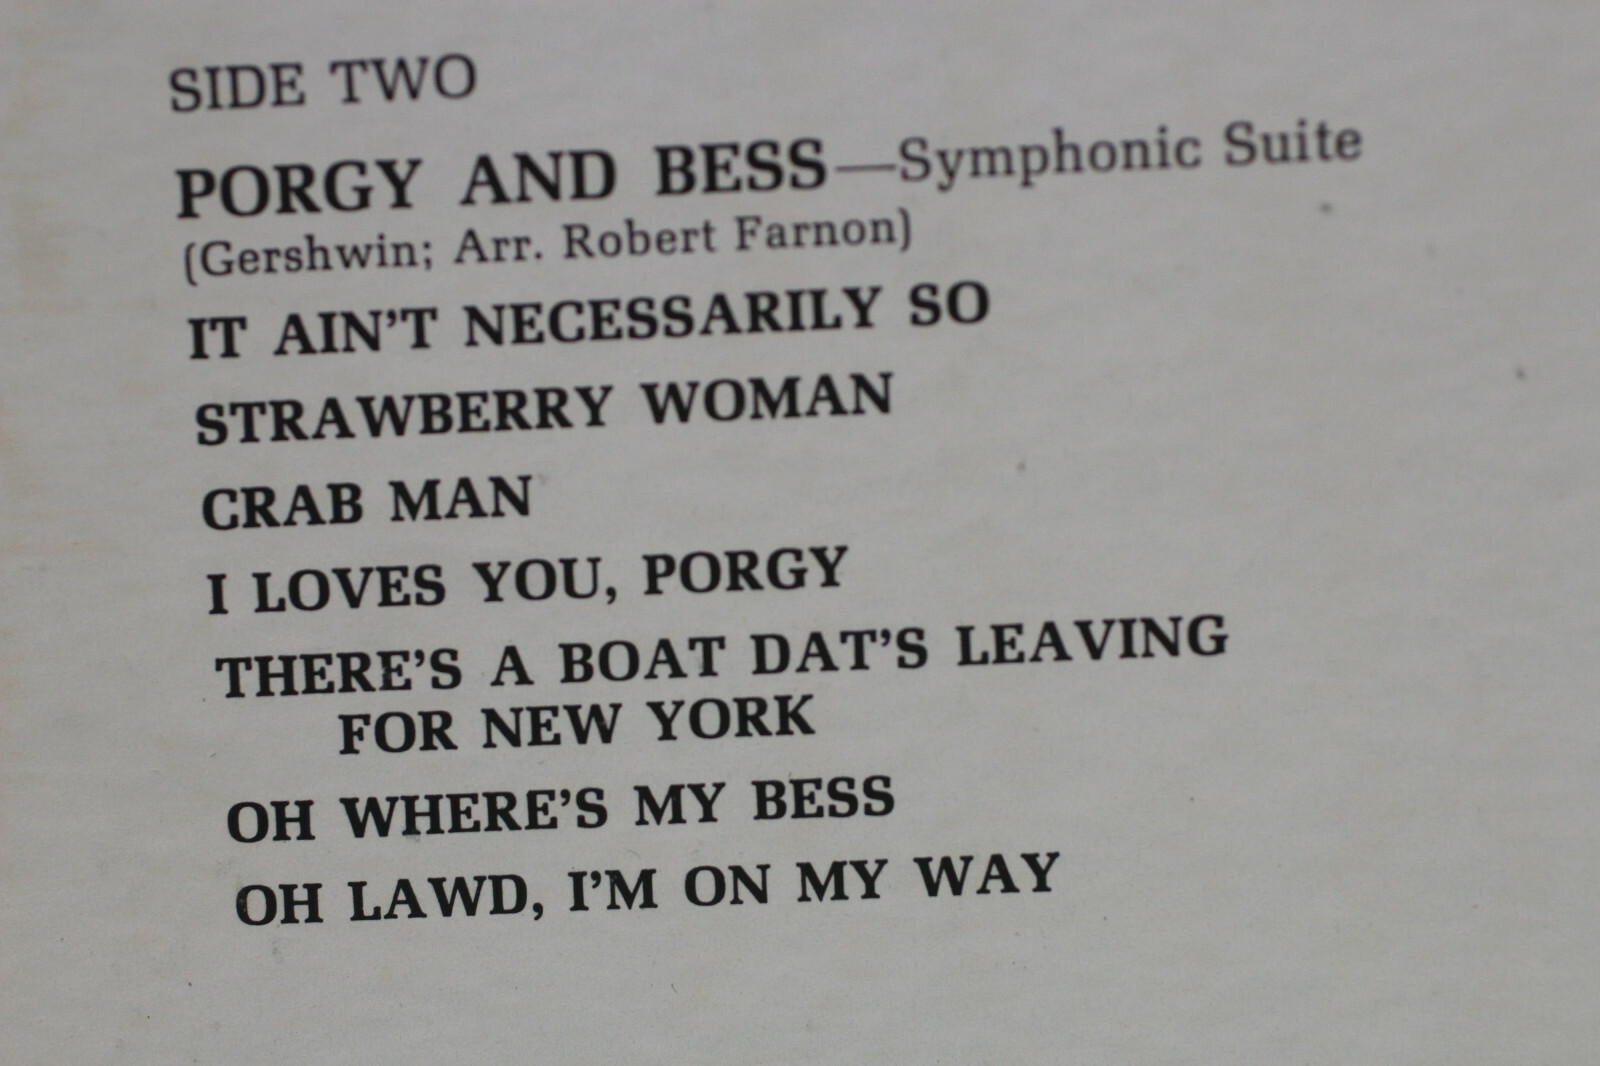 SIDE TWO
PORGY AND BESS—Symphonic Suite
(Gershwin; Arr. Robert Farnon)
IT AIN'T NECESSARILY SO
STRAWBERRY WOMAN
CRAB MAN
I LOVES YOU, PORGY
THERE'S A BOAT DAT'S LEAVING
FOR NEW YORK
OH WHERE'S MY BESS
OH LAWD, I'M ON MY WAY